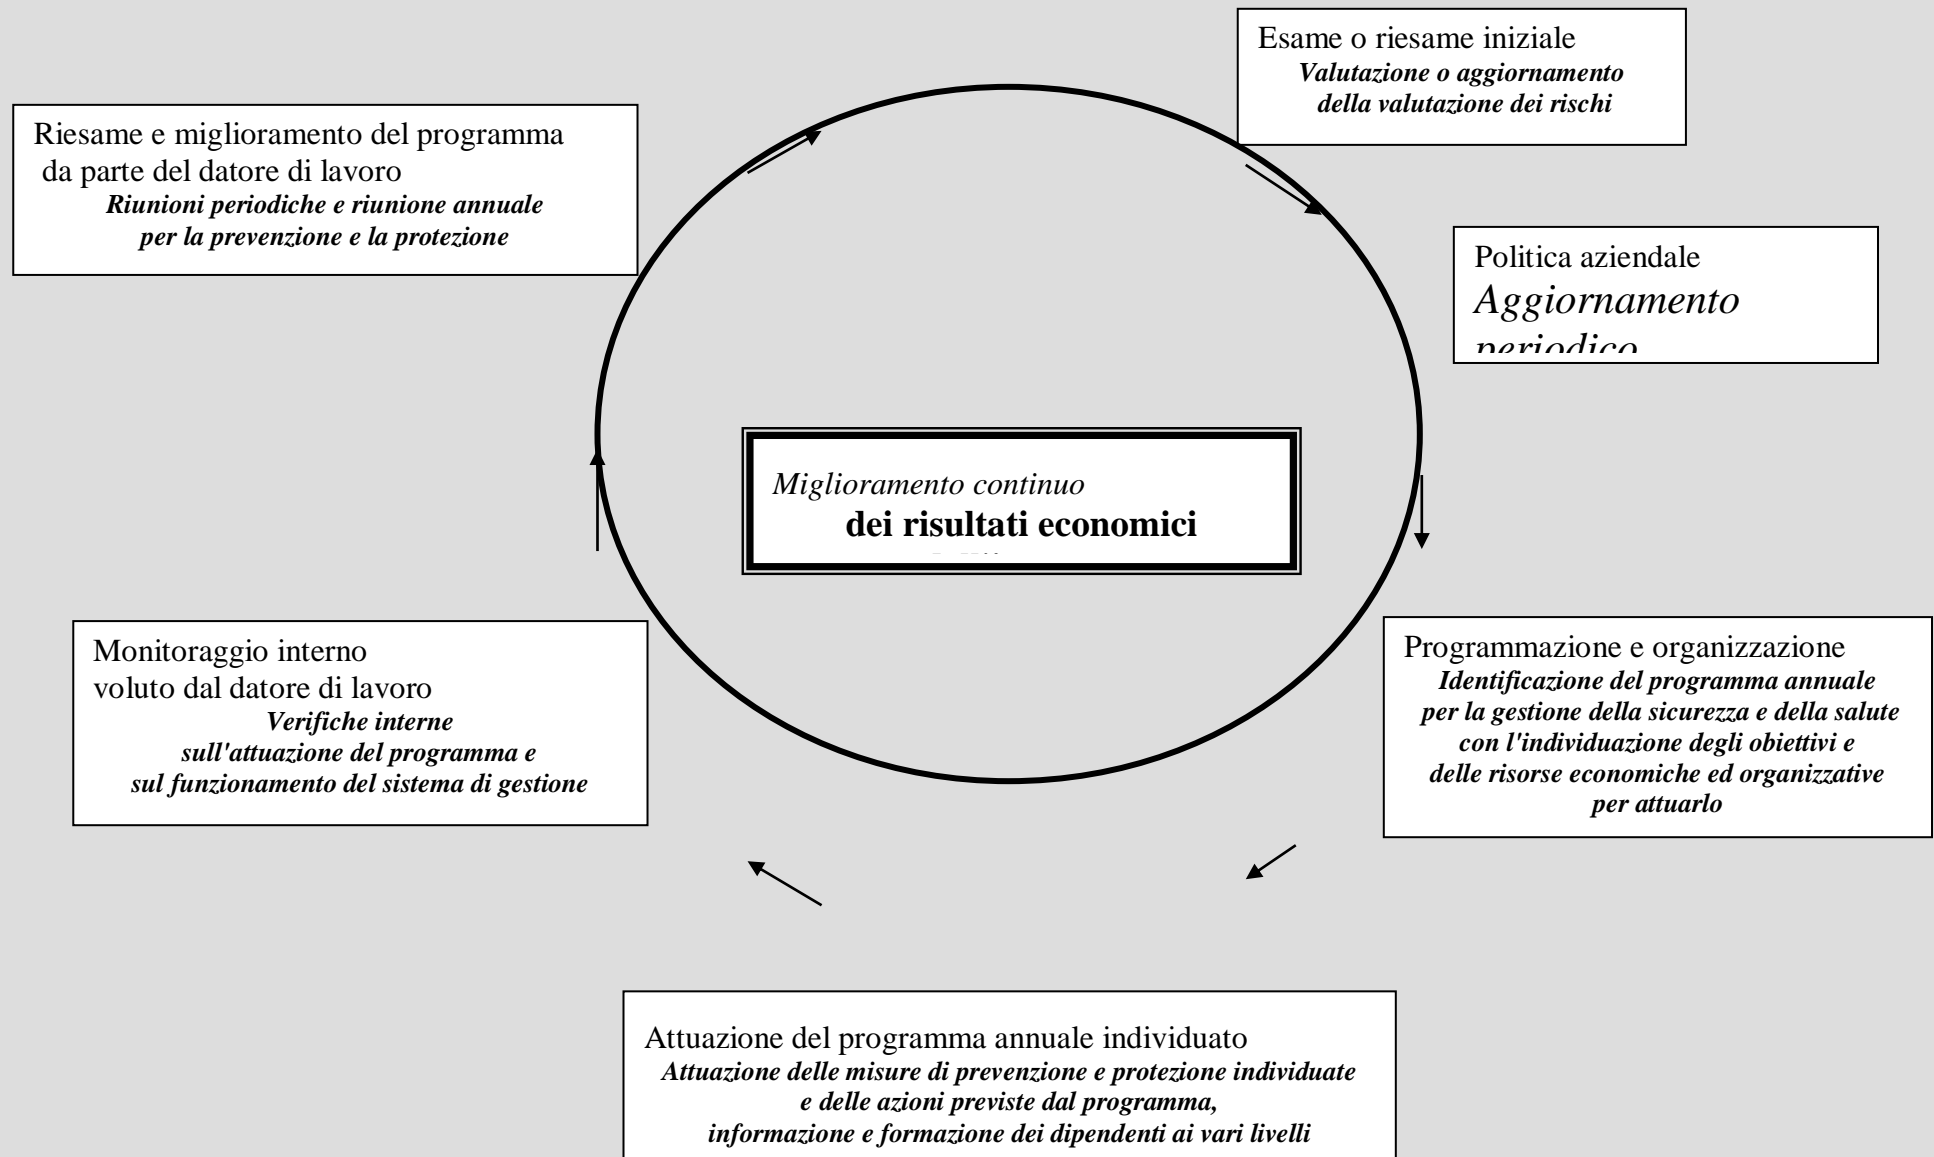 Esame o riesame iniziale
Valutazione o aggiornamento
della valutazione dei rischi
Riesame e miglioramento del programma
da parte del datore di lavoro
Riunioni periodiche e riunione annuale
per la prevenzione e la protezione
Politica aziendale
Aggiornamento
periodico
Miglioramento continuo
dei risultati economici
Monitoraggio interno
voluto dal datore di lavoro
Verifiche interne
sull'attuazione del programma e
sul funzionamento del sistema di gestione
Programmazione e organizzazione
Identificazione del programma annuale
per la gestione della sicurezza e della salute
con l'individuazione degli obiettivi e
delle risorse economiche ed organizzative
per attuarlo
Attuazione del programma annuale individuato
Attuazione delle misure di prevenzione e protezione individuate
e delle azioni previste dal programma,
informazione e formazione dei dipendenti ai vari livelli